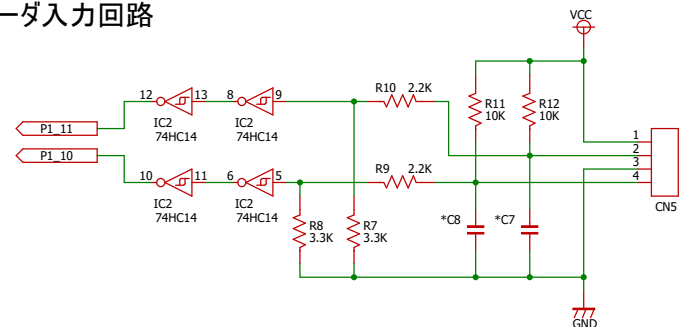 ーダ入力回路
VCC
12 13 8 9 R10 2.2K
R11
10K
R12
10K
IC2
74HC14
IC2
74HC14
P1_11
1
2
3
4
P1_10
10 11 6 5 R9 2.2K
IC2
74HC14
IC2
74HC14
R8
3.3K
R7
3.3K
*C8
*C7
CN5
GND